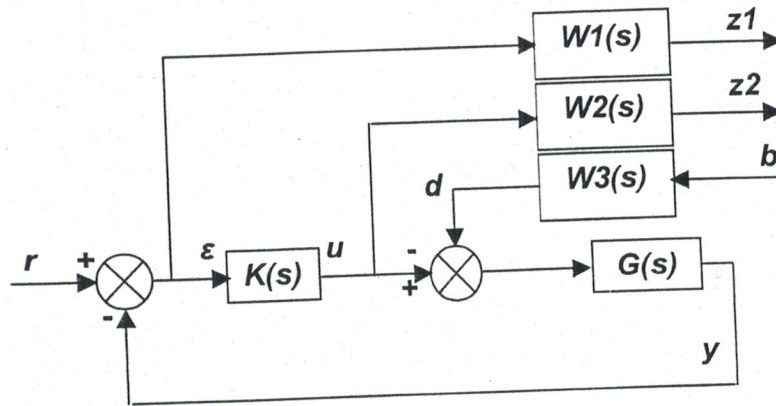 z1
W1(s)
z2
W2(s)
b
W3(s)
d
r
+
ε
K(s)
u
-
+
G(s)
-
y